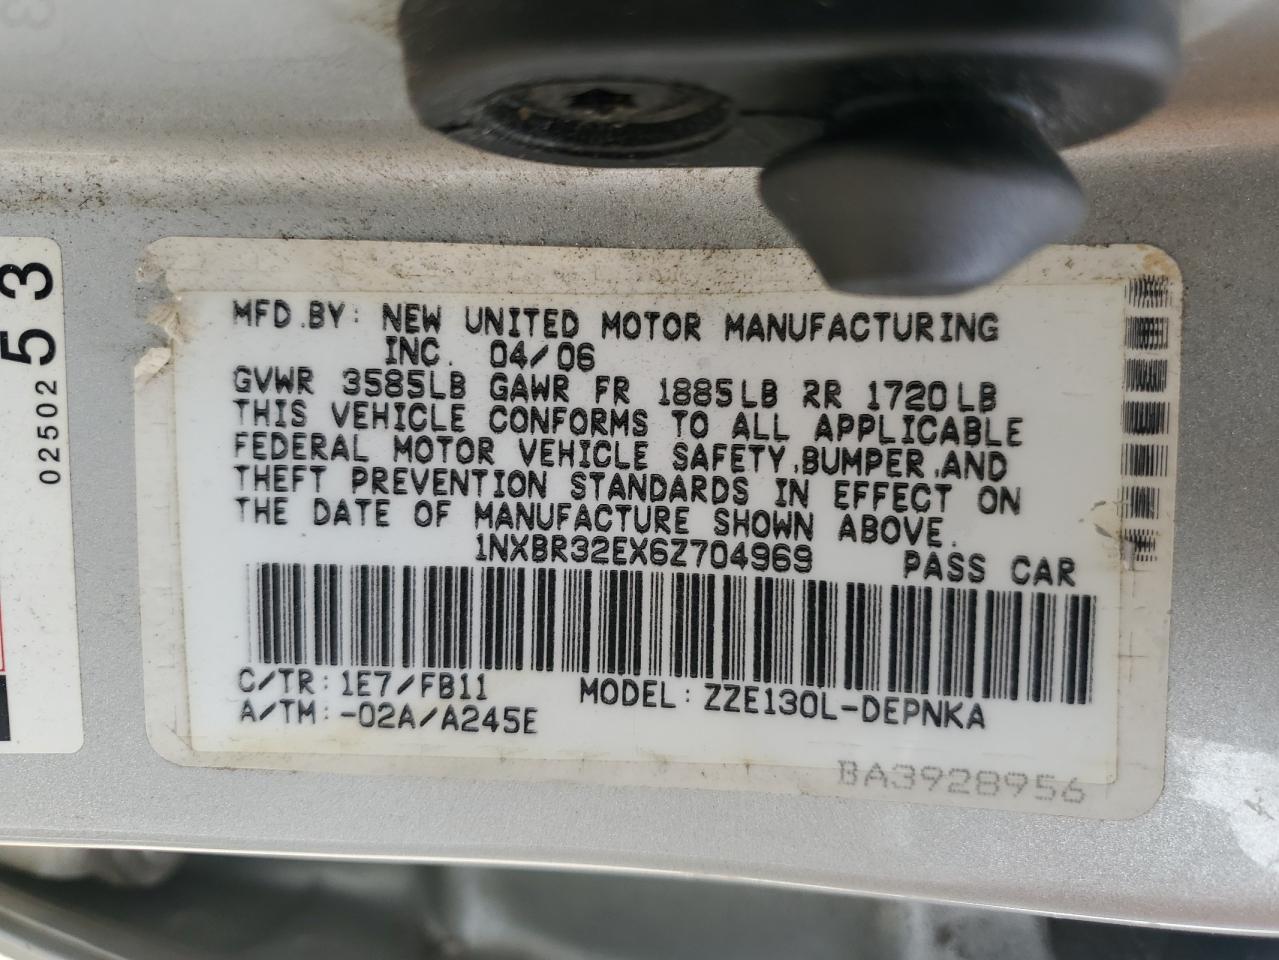 53
02502
MFD.BY: NEW UNITED MOTOR MANUFACTURING
INC. 04/06
GVWR 3585LB GAWR FR 1885LB RR 1720LB
THIS VEHICLE CONFORMS TO ALL APPLICABLE
FEDERAL MOTOR VEHICLE SAFETY,BUMPER,AND
THEFT PREVENTION STANDARDS IN EFFECT ON
THE DATE OF MANUFACTURE SHOWN ABOVE.
1NXBR32EX6Z704969 PASS CAR
C/TR: 1E7/FB11 MODEL: ZZE130L-DEPNKA
A/TM: -02A/A245E
BA3928956